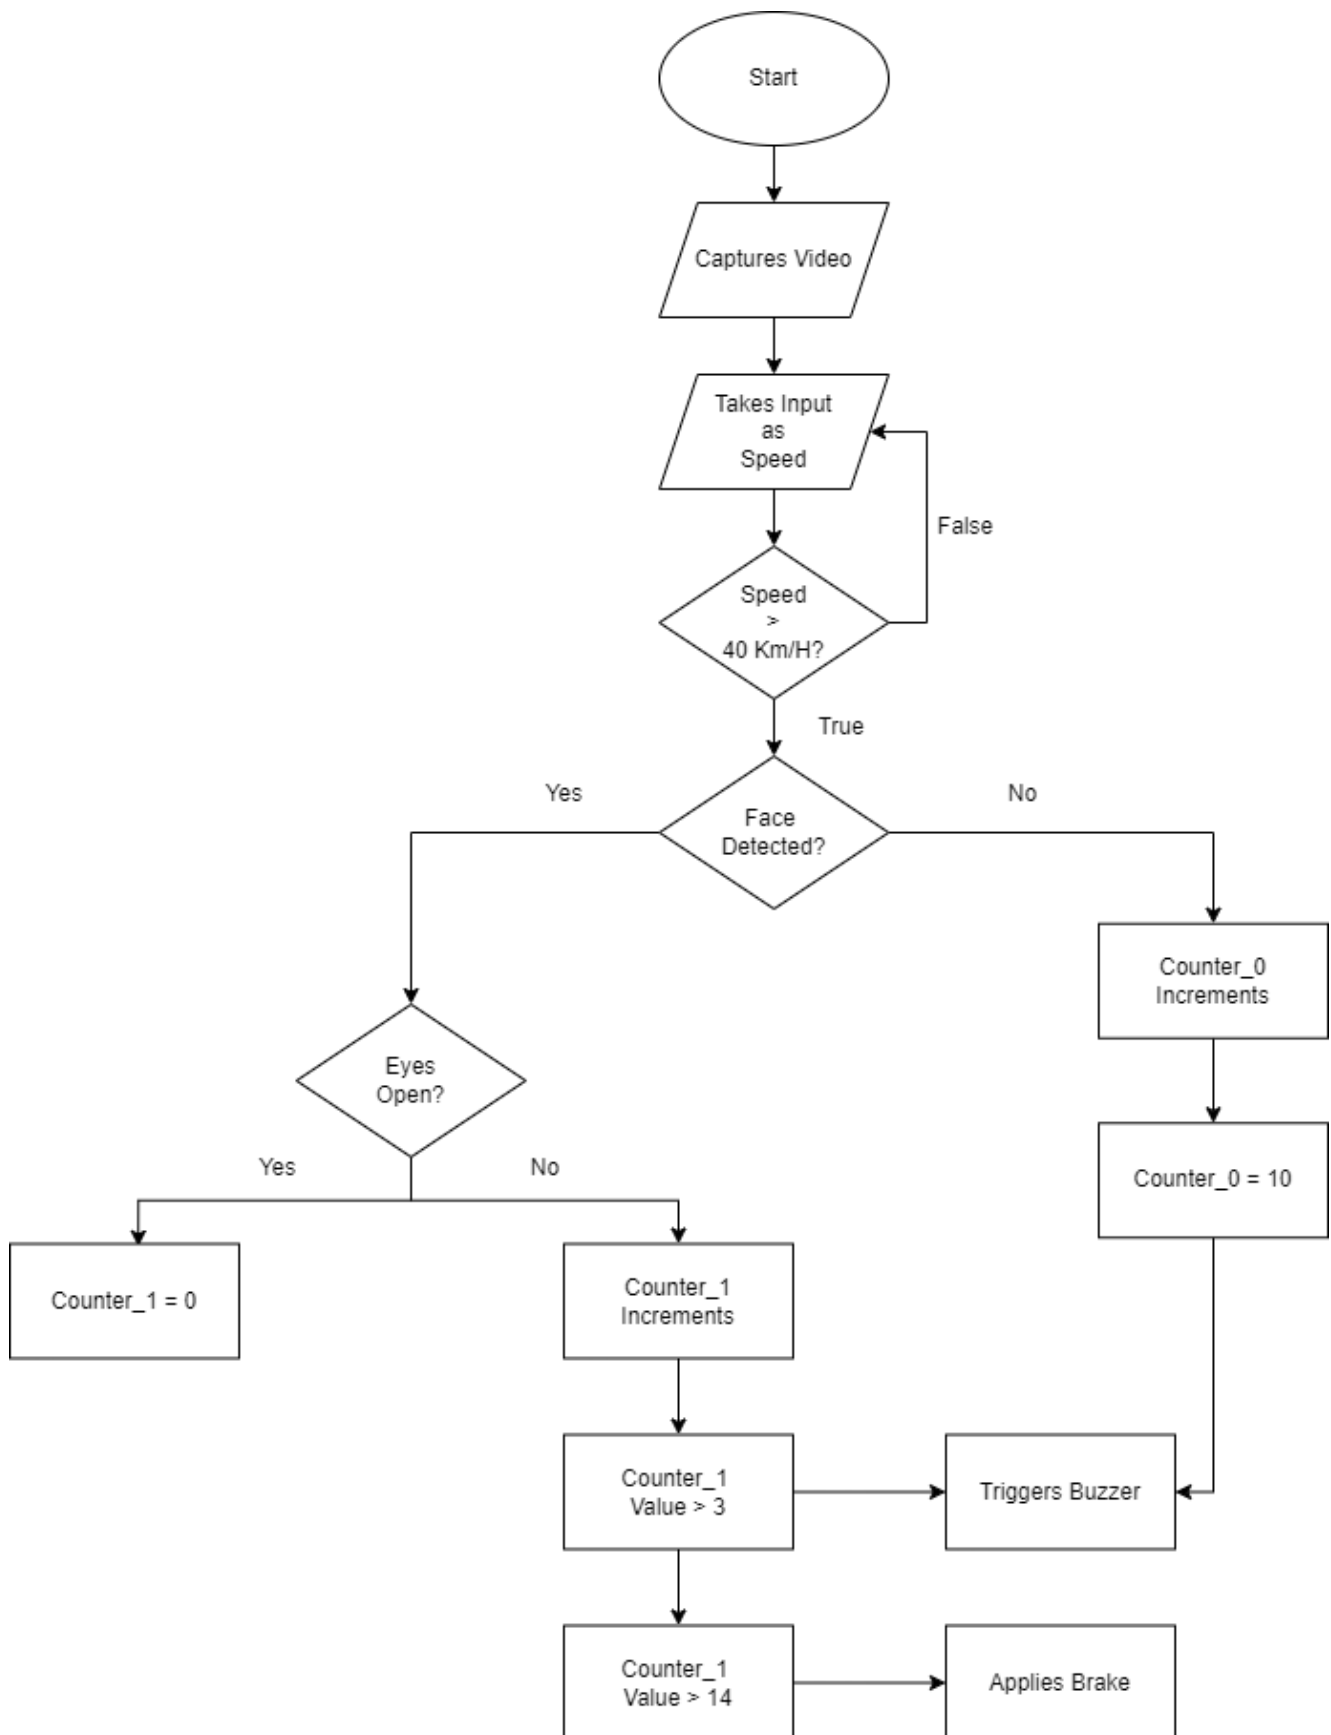 Start
Captures Video
Takes Input
as
Speed
False
Speed
>
40 Km/H?
True
Yes
No
Face
Detected?
Counter_0
Increments
Eyes
Open?
Yes
No
Counter_0 = 10
Counter_1 = 0
Counter_1
Increments
Counter_1
Value > 3
Triggers Buzzer
Counter_1
Value > 14
Applies Brake